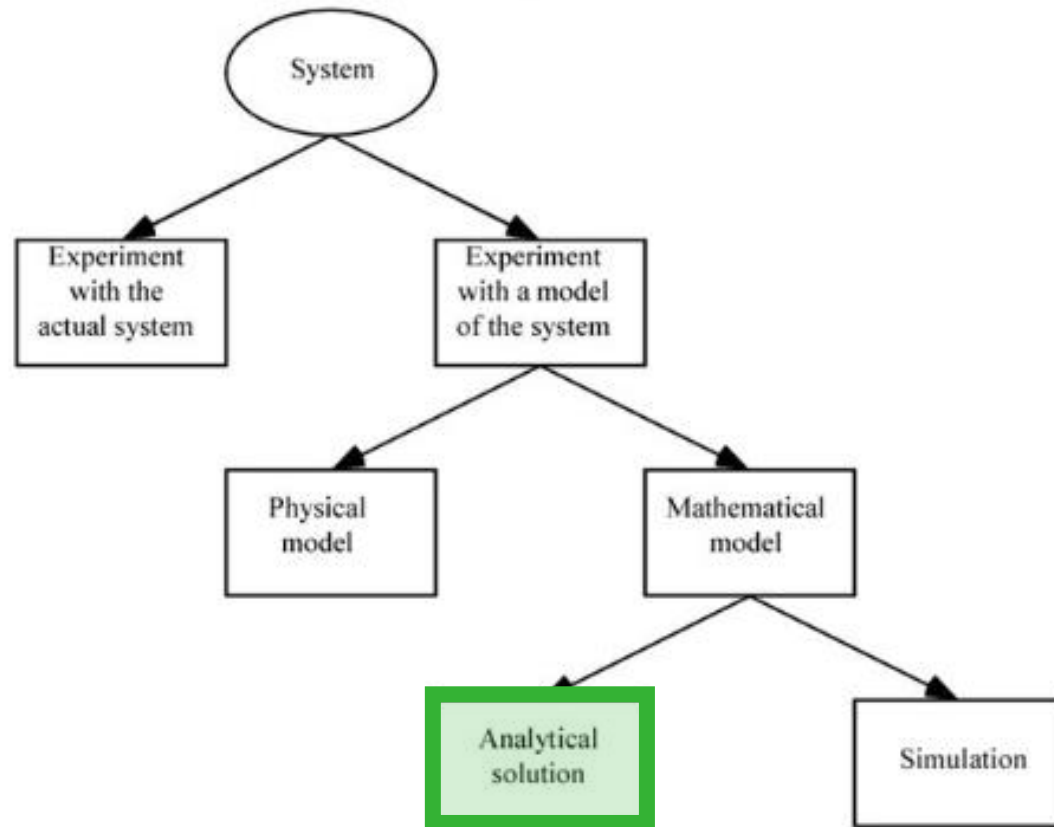 System
Experiment
with the
actual system
Experiment
with a model
of the system
Physical
model
Mathematical
model
Analytical
solution
Simulation